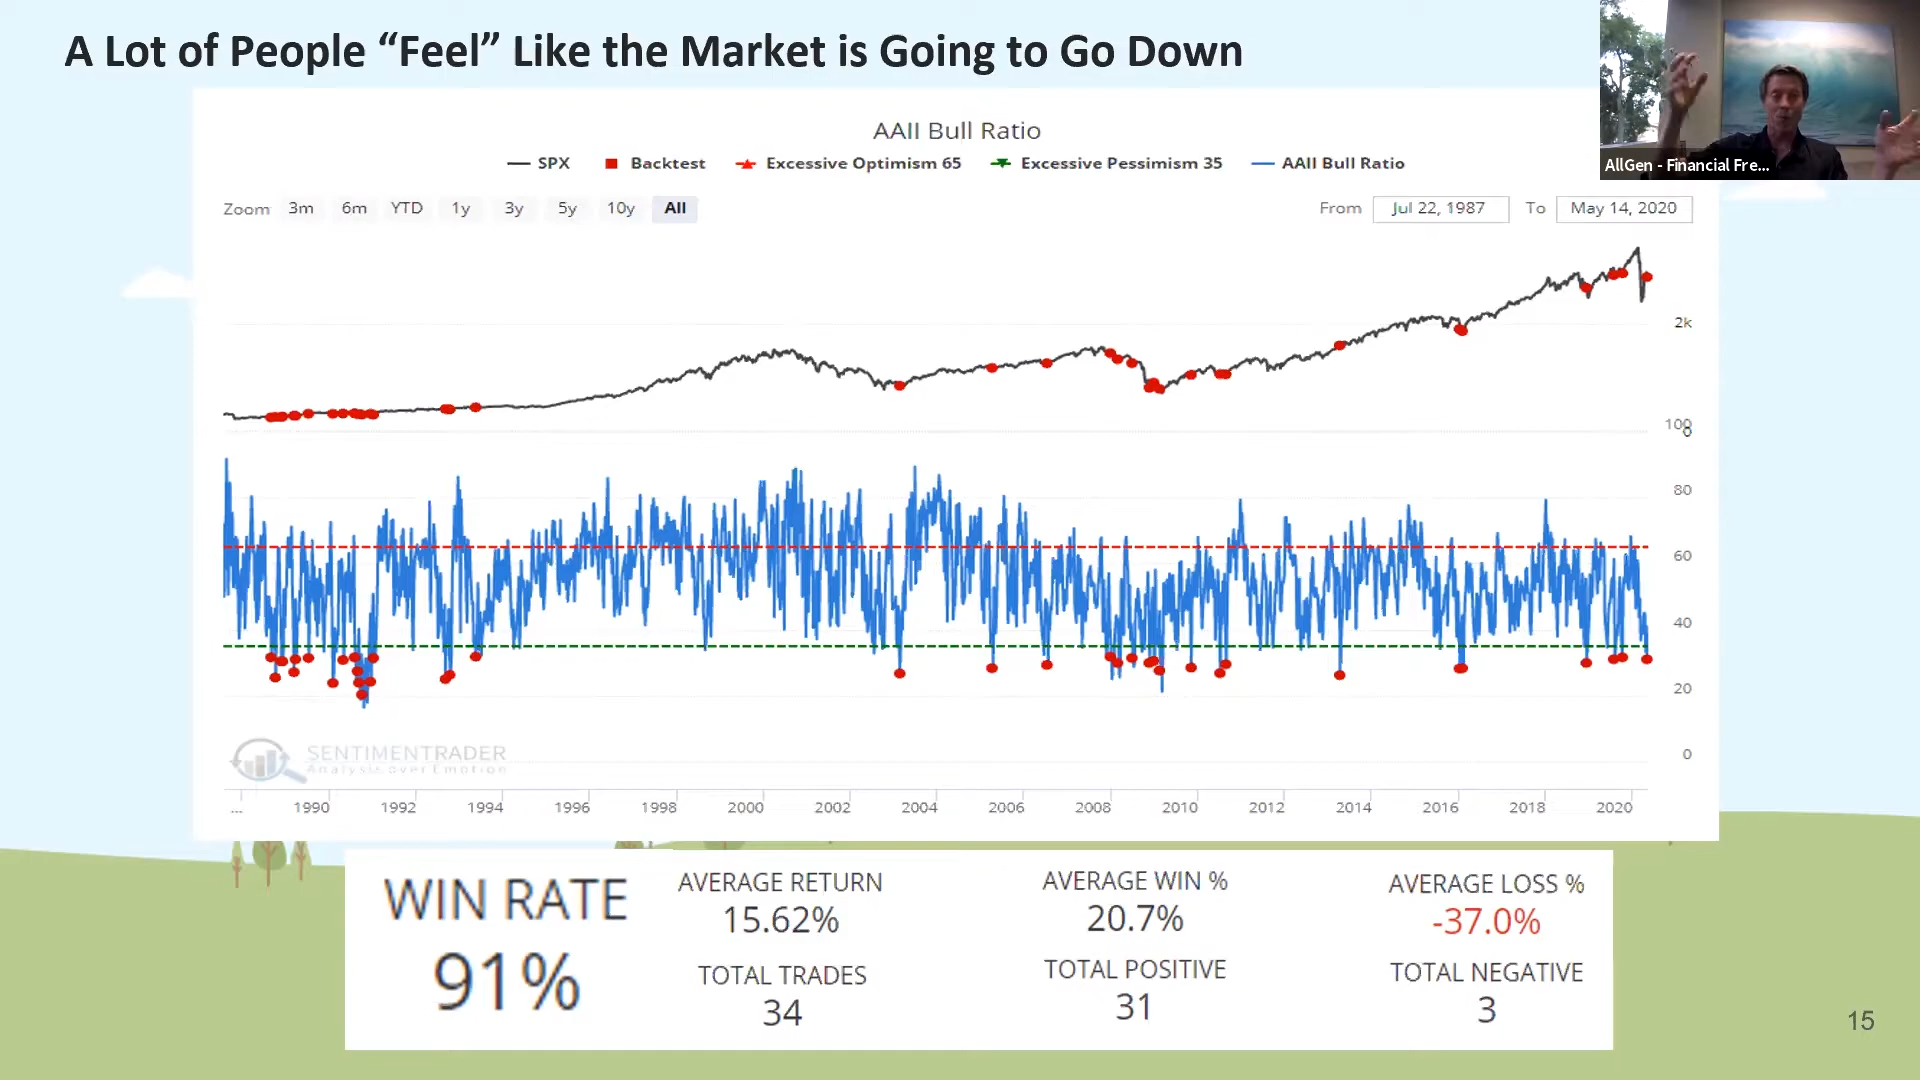 A Lot of People “Feel” Like the Market is Going to Go Down
AllGen - Financial Fre...
AAII Bull Ratio
SPX Backtest Excessive Optimism 65 Excessive Pessimism 35 AAII Bull Ratio
Zoom 3m 6m YTD 1y 3y 5y 10y All From Jul 22, 1987 To May 14, 2020
2k
100
0
80
60
40
20
0
SENTIMENTRADER
Analysis over Emotion
... 1990 1992 1994 1996 1998 2000 2002 2004 2006 2008 2010 2012 2014 2016 2018 2020
WIN RATE
91%
AVERAGE RETURN
15.62%
TOTAL TRADES
34
AVERAGE WIN %
20.7%
TOTAL POSITIVE
31
AVERAGE LOSS %
-37.0%
TOTAL NEGATIVE
3
15